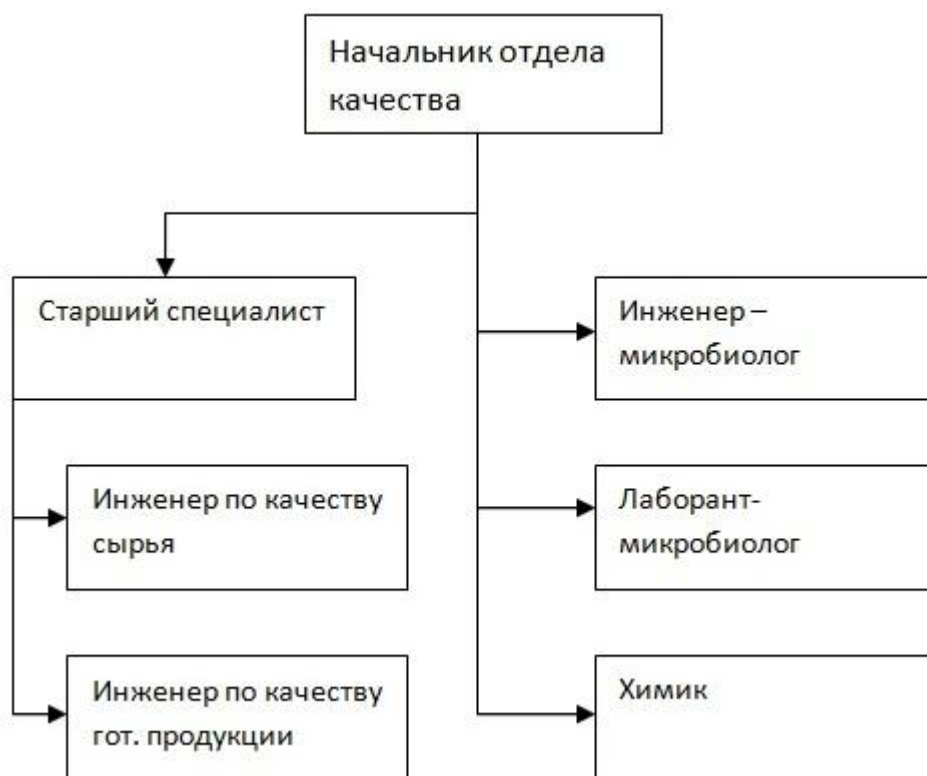 Начальник отдела
качества
Старший специалист
Инженер –
микробиолог
Инженер по качеству
сырья
Лаборант-
микробиолог
Инженер по качеству
гот. продукции
Химик